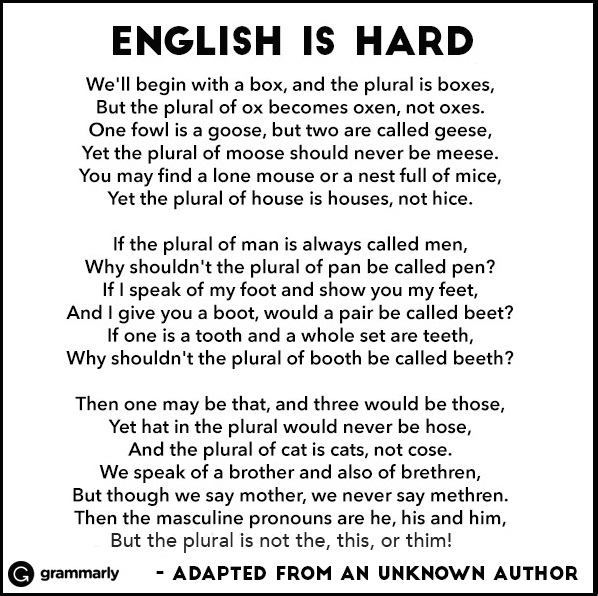 ENGLISH IS HARD
We'll begin with a box, and the plural is boxes,
But the plural of ox becomes oxen, not oxes.
One fowl is a goose, but two are called geese,
Yet the plural of moose should never be meese.
You may find a lone mouse or a nest full of mice,
Yet the plural of house is houses, not hice.
If the plural of man is always called men,
Why shouldn't the plural of pan be called pen?
If I speak of my foot and show you my feet,
And I give you a boot, would a pair be called beet?
If one is a tooth and a whole set are teeth,
Why shouldn't the plural of booth be called beeth?
Then one may be that, and three would be those,
Yet hat in the plural would never be hose,
And the plural of cat is cats, not cose.
We speak of a brother and also of brethren,
But though we say mother, we never say methren.
Then the masculine pronouns are he, his and him,
But the plural is not the, this, or thim!
grammarly - ADAPTED FROM AN UNKNOWN AUTHOR